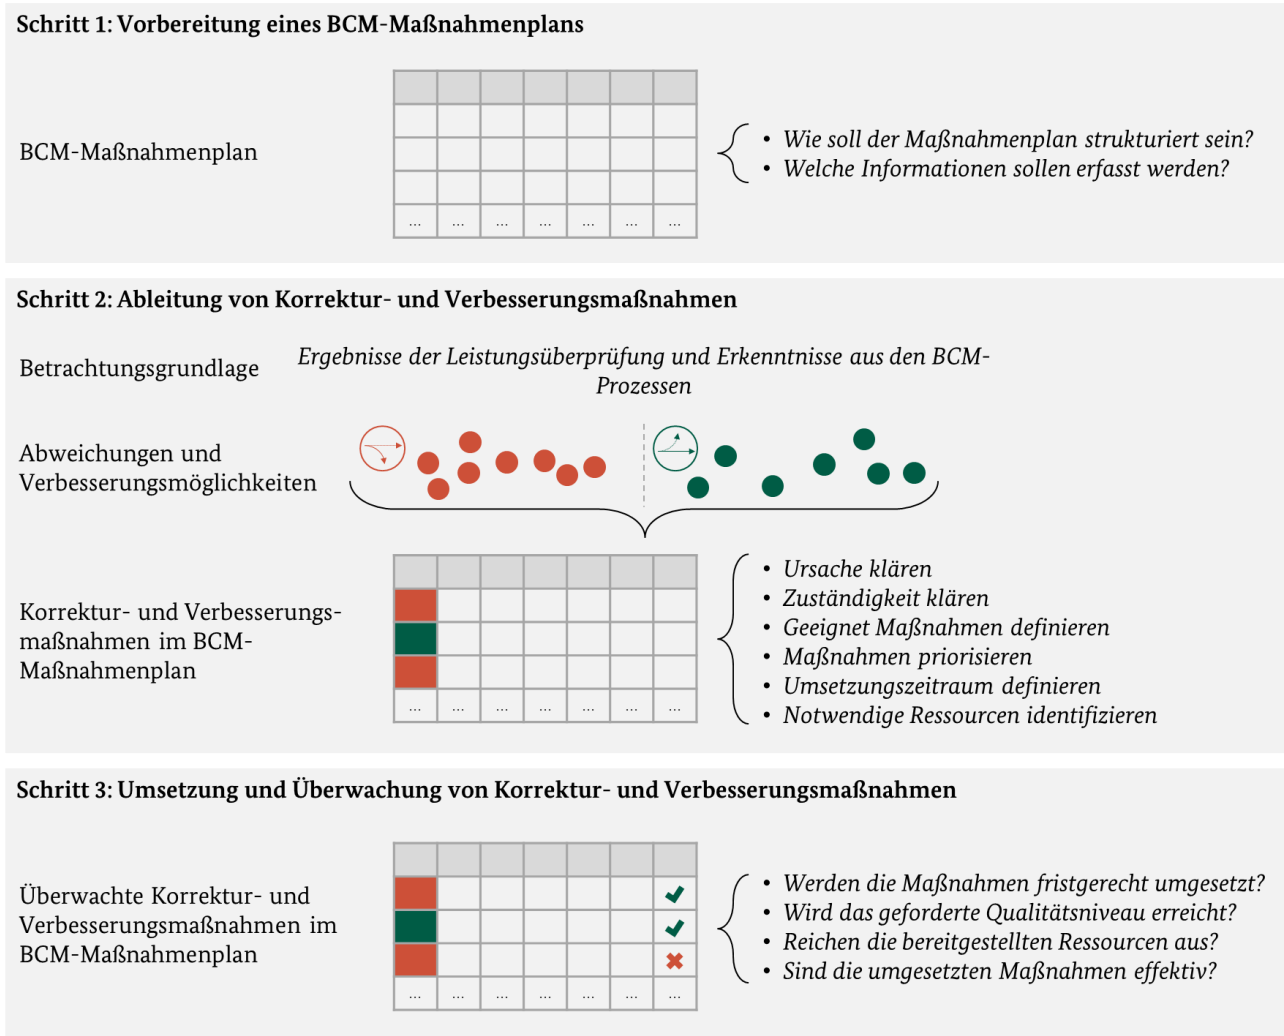 Schritt 1: Vorbereitung eines BCM-Maßnahmenplans
BCM-Maßnahmenplan
... ... ... ... ... ... ...
• Wie soll der Maßnahmenplan strukturiert sein?
• Welche Informationen sollen erfasst werden?
Schritt 2: Ableitung von Korrektur- und Verbesserungsmaßnahmen
Betrachtungsgrundlage
Ergebnisse der Leistungsüberprüfung und Erkenntnisse aus den BCM-
Prozessen
Abweichungen und
Verbesserungsmöglichkeiten
Korrektur- und Verbesserungs-
maßnahmen im BCM-
Maßnahmenplan
... ... ... ... ... ... ...
• Ursache klären
• Zuständigkeit klären
• Geeignet Maßnahmen definieren
• Maßnahmen priorisieren
• Umsetzungszeitraum definieren
• Notwendige Ressourcen identifizieren
Schritt 3: Umsetzung und Überwachung von Korrektur- und Verbesserungsmaßnahmen
Überwachte Korrektur- und
Verbesserungsmaßnahmen im
BCM-Maßnahmenplan
... ... ... ... ... ... ...
• Werden die Maßnahmen fristgerecht umgesetzt?
• Wird das geforderte Qualitätsniveau erreicht?
• Reichen die bereitgestellten Ressourcen aus?
• Sind die umgesetzten Maßnahmen effektiv?